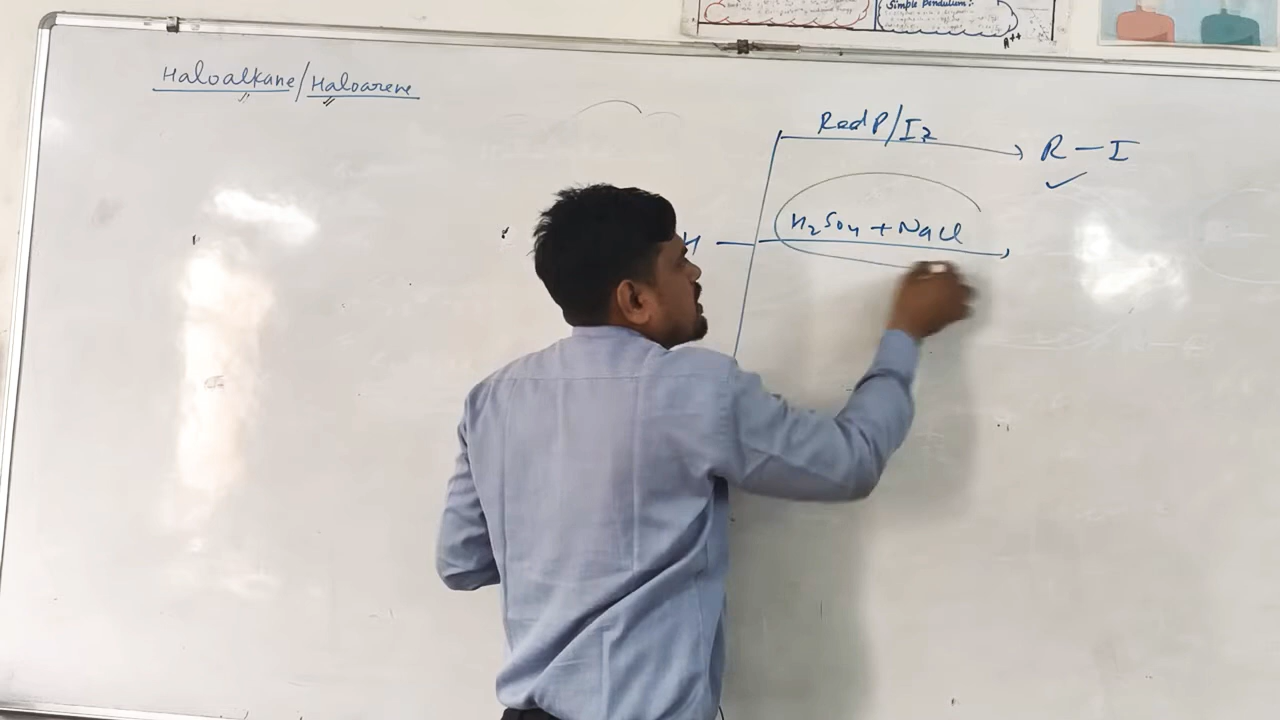 Simple Pendulum:-
A++
Haloalkane/Haloarene
Red P/I2
R-I
H2SO4 + NaCl
H